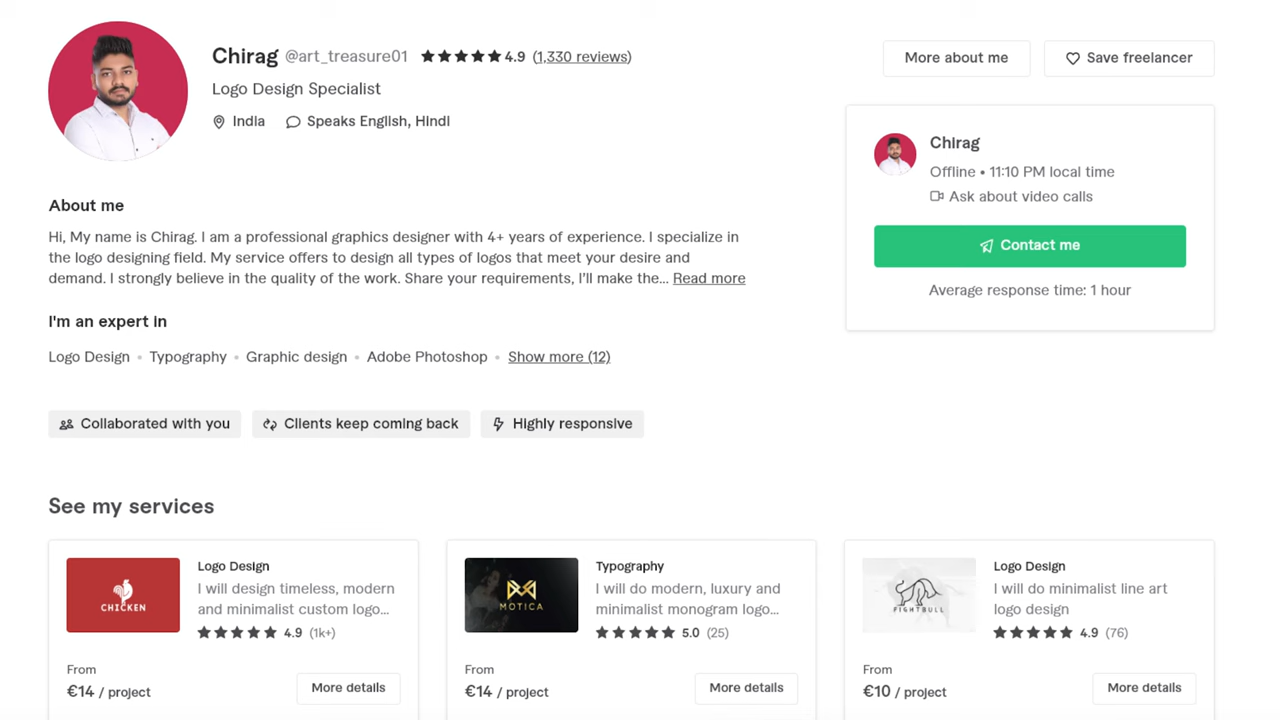 Chirag @art_treasure01 ★★★★★ 4.9 (1,330 reviews)
Logo Design Specialist
India Speaks English, Hindi
More about me
Save freelancer
About me
Hi, My name is Chirag. I am a professional graphics designer with 4+ years of experience. I specialize in
the logo designing field. My service offers to design all types of logos that meet your desire and
demand. I strongly believe in the quality of the work. Share your requirements, I'll make the... Read more
I'm an expert in
Logo Design • Typography • Graphic design • Adobe Photoshop • Show more (12)
Collaborated with you
Clients keep coming back
Highly responsive
Chirag
Offline • 11:10 PM local time
Ask about video calls
Contact me
Average response time: 1 hour
See my services
CHICKEN
Logo Design
I will design timeless, modern
and minimalist custom logo...
★★★★★ 4.9 (1k+)
From
€14 / project
More details
MOTICA
Typography
I will do modern, luxury and
minimalist monogram logo...
★★★★★ 5.0 (25)
From
€14 / project
More details
FIGHTBULL
Logo Design
I will do minimalist line art
logo design
★★★★★ 4.9 (76)
From
€10 / project
More details